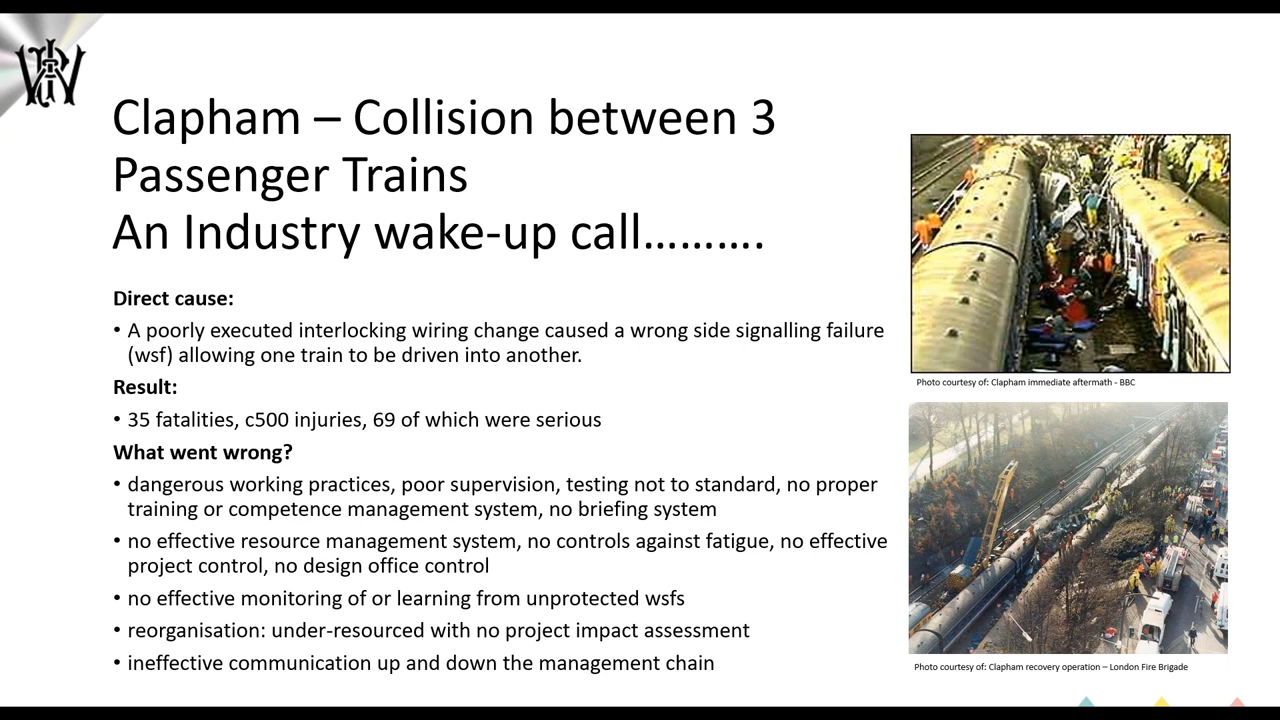 Clapham – Collision between 3
Passenger Trains
An Industry wake-up call……….
Direct cause:
• A poorly executed interlocking wiring change caused a wrong side signalling failure
(wsf) allowing one train to be driven into another.
Result:
• 35 fatalities, c500 injuries, 69 of which were serious
What went wrong?
• dangerous working practices, poor supervision, testing not to standard, no proper
training or competence management system, no briefing system
• no effective resource management system, no controls against fatigue, no effective
project control, no design office control
• no effective monitoring of or learning from unprotected wsfs
• reorganisation: under-resourced with no project impact assessment
• ineffective communication up and down the management chain
Photo courtesy of: Clapham immediate aftermath - BBC
Photo courtesy of: Clapham recovery operation – London Fire Brigade